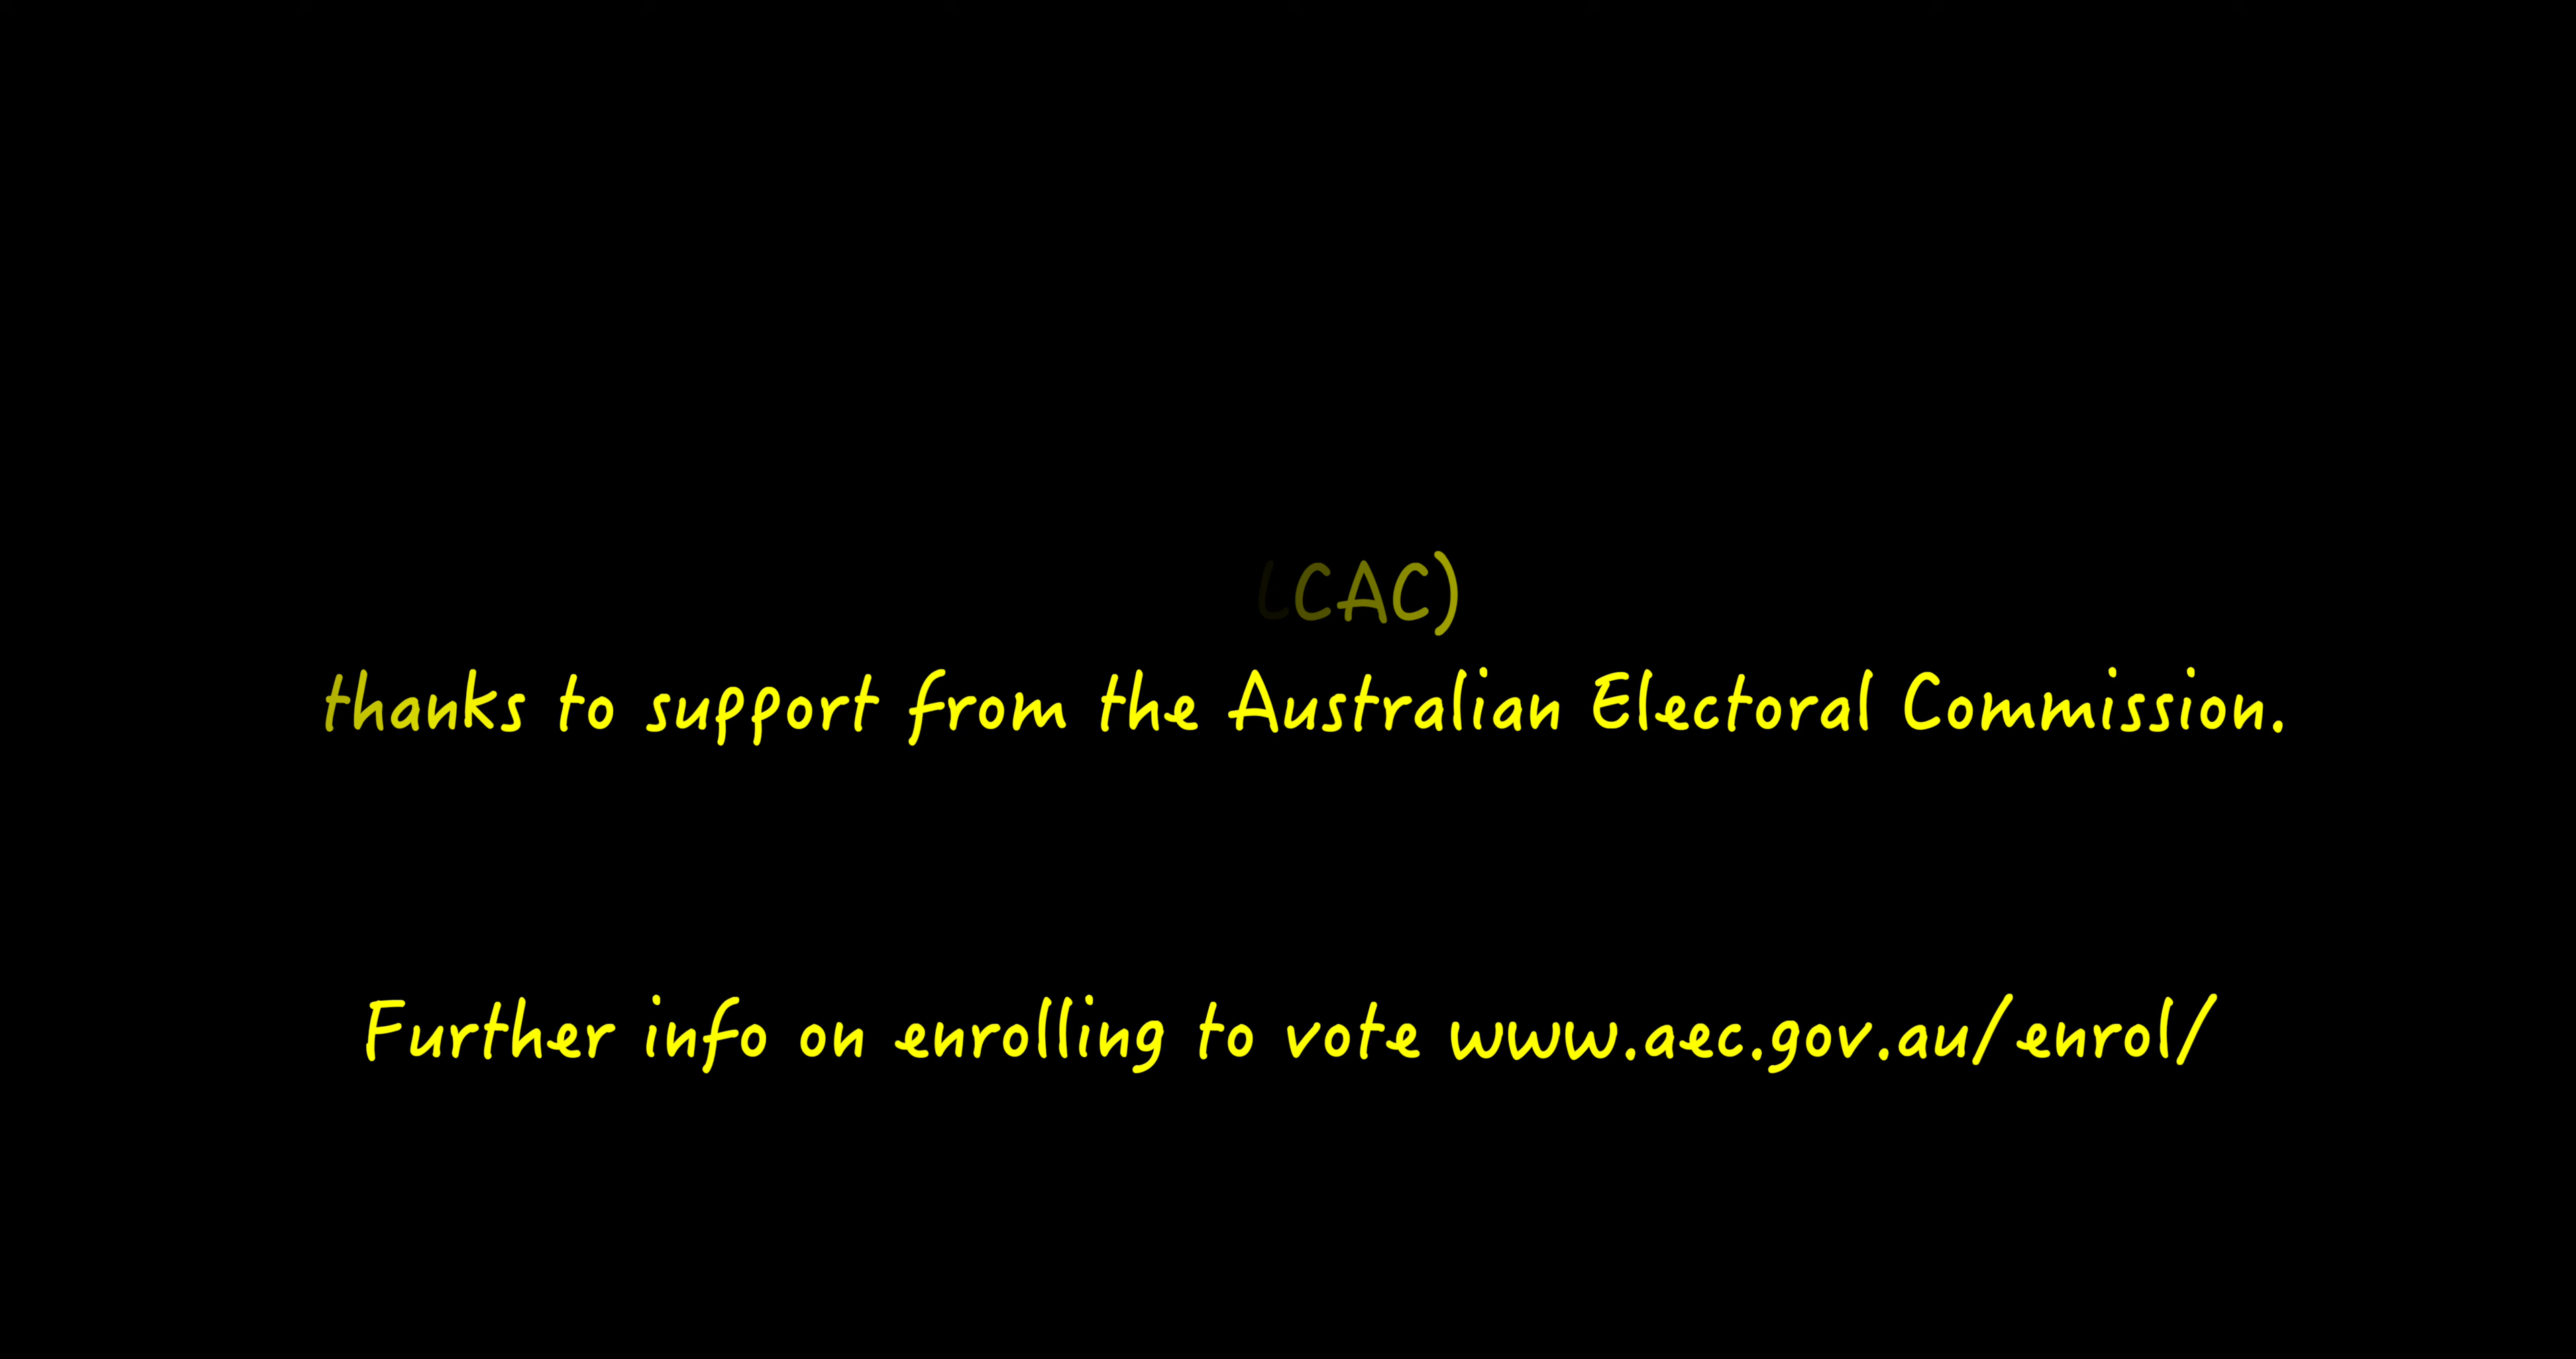 LCAC)
thanks to support from the Australian Electoral Commission.
Further info on enrolling to vote www.aec.gov.au/enrol/